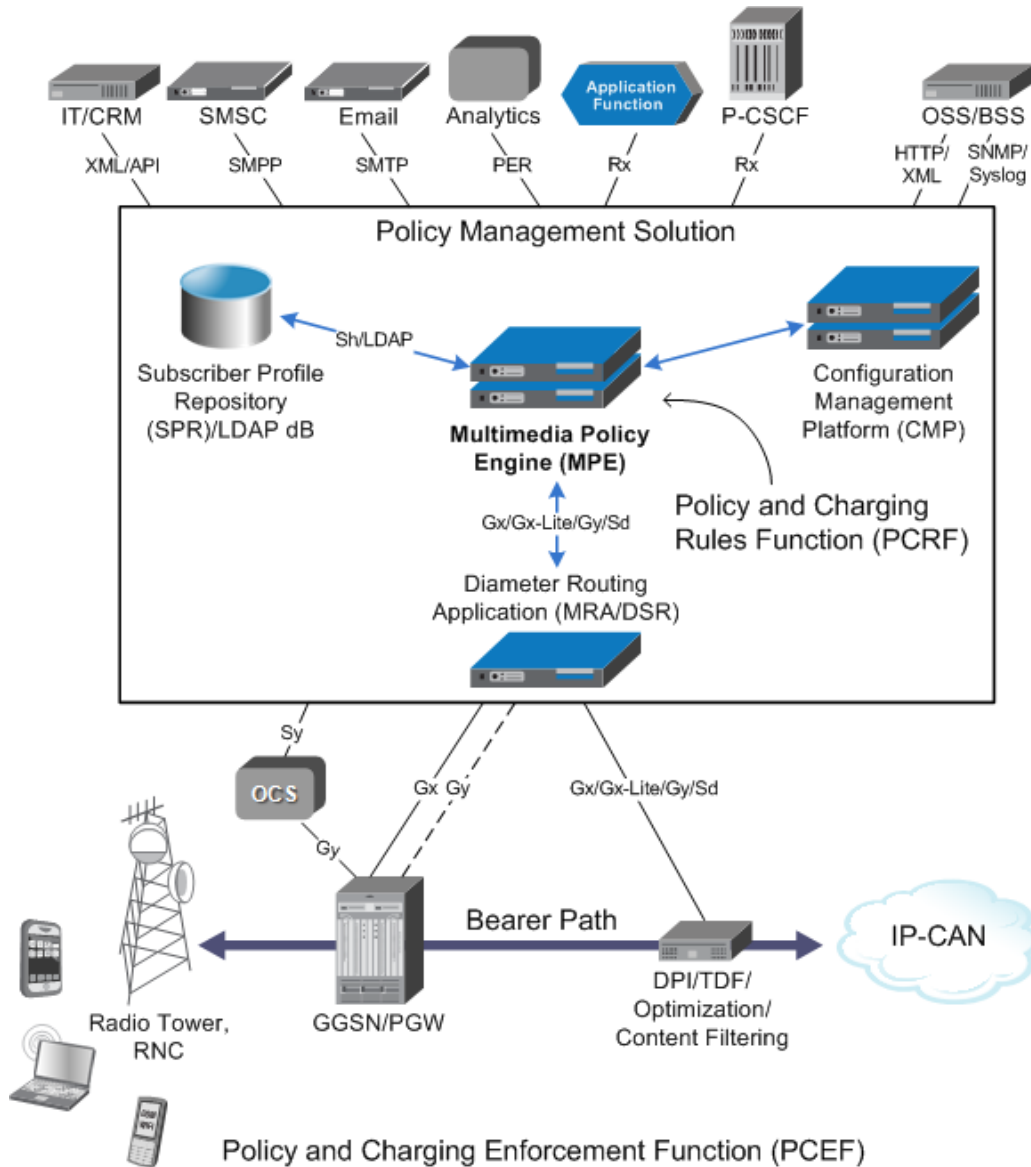 IT/CRM
SMSC
Email
Analytics
Application
Function
P-CSCF
OSS/BSS
XML/API
SMPP
SMTP
PER
Rx
Rx
HTTP/
XML
SNMP/
Syslog
Policy Management Solution
Sh/LDAP
Subscriber Profile
Repository
(SPR)/LDAP dB
Multimedia Policy
Engine (MPE)
Configuration
Management
Platform (CMP)
Policy and Charging
Rules Function (PCRF)
Gx/Gx-Lite/Gy/Sd
Diameter Routing
Application (MRA/DSR)
Sy
OCS
Gy
Gx
Gy
Gx/Gx-Lite/Gy/Sd
Bearer Path
IP-CAN
Radio Tower,
RNC
GGSN/PGW
DPI/TDF/
Optimization/
Content Filtering
Policy and Charging Enforcement Function (PCEF)